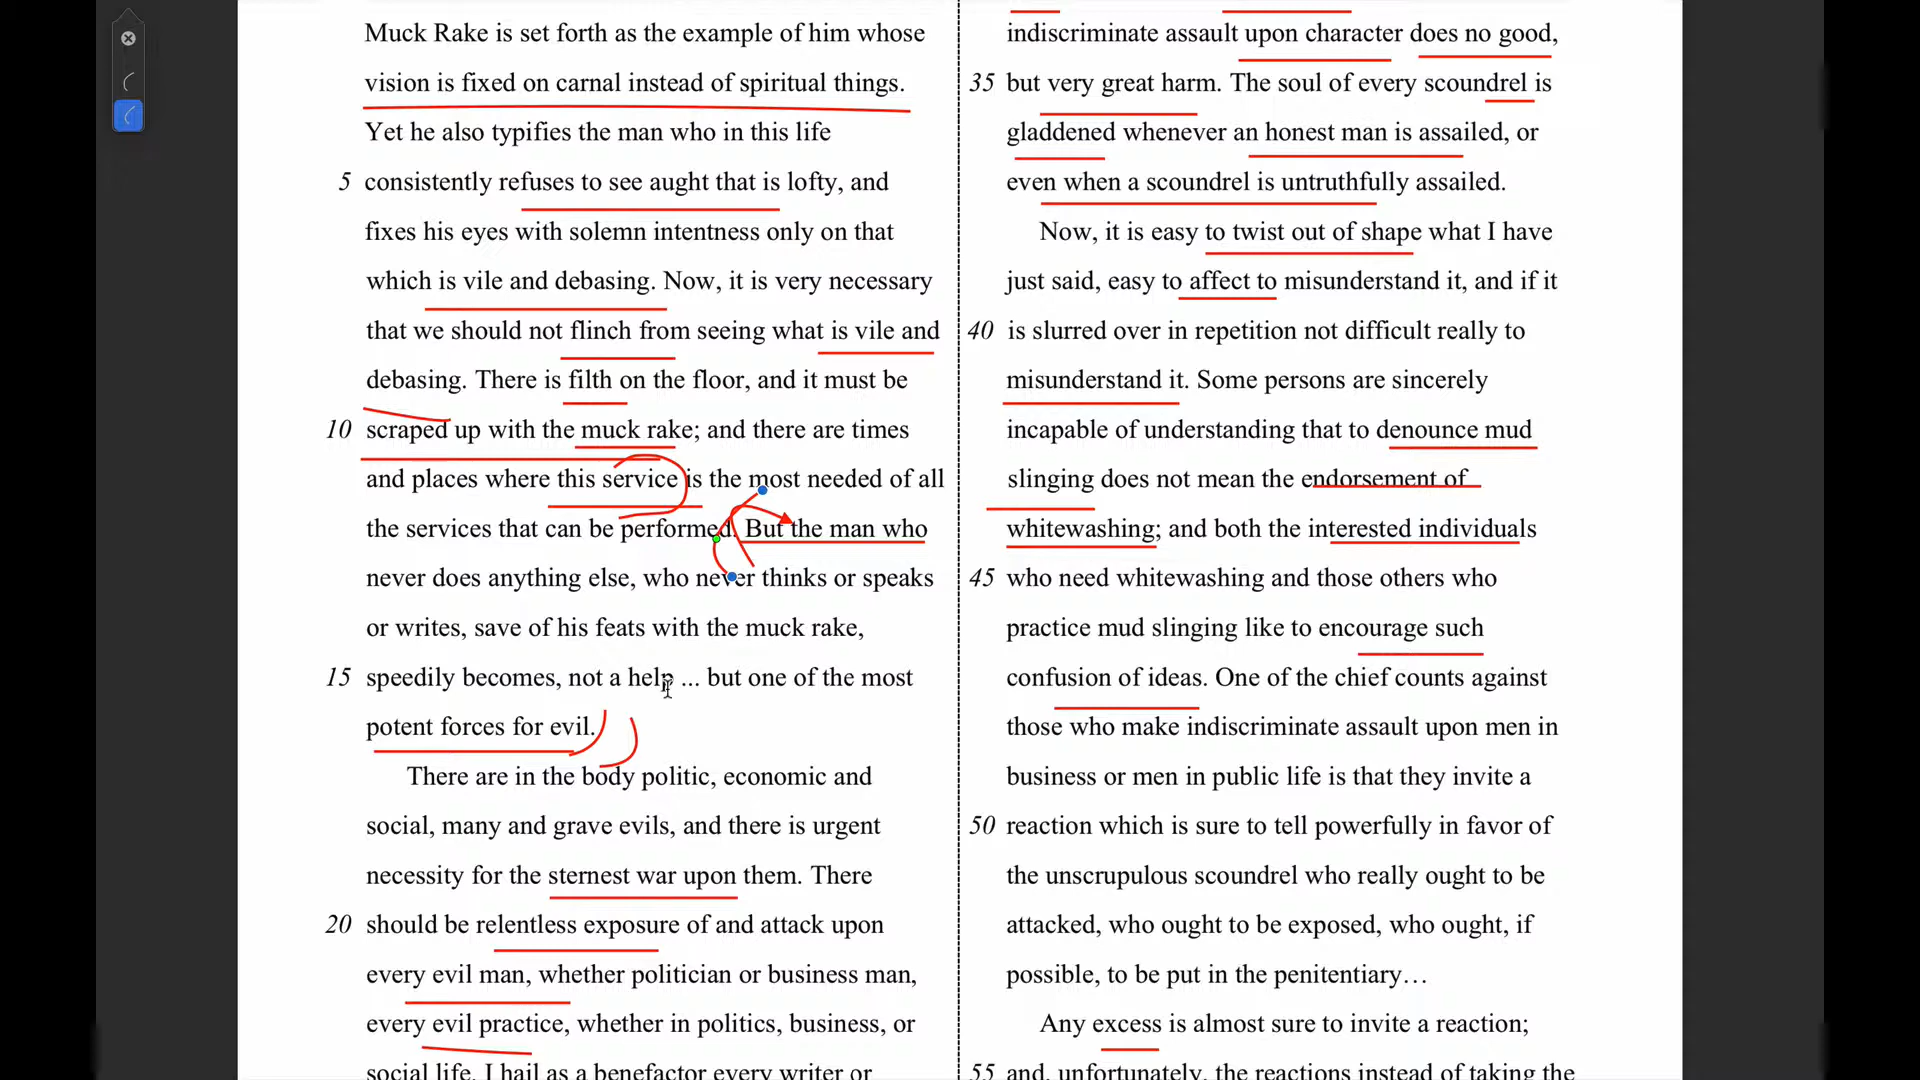 Muck Rake is set forth as the example of him whose
vision is fixed on carnal instead of spiritual things.
Yet he also typifies the man who in this life
5 consistently refuses to see aught that is lofty, and
fixes his eyes with solemn intentness only on that
which is vile and debasing. Now, it is very necessary
that we should not flinch from seeing what is vile and
debasing. There is filth on the floor, and it must be
10 scraped up with the muck rake; and there are times
and places where this service is the most needed of all
the services that can be performed. But the man who
never does anything else, who never thinks or speaks
or writes, save of his feats with the muck rake,
15 speedily becomes, not a help ... but one of the most
potent forces for evil.
There are in the body politic, economic and
social, many and grave evils, and there is urgent
necessity for the sternest war upon them. There
20 should be relentless exposure of and attack upon
every evil man, whether politician or business man,
every evil practice, whether in politics, business, or
social life. I hail as a benefactor every writer or
indiscriminate assault upon character does no good,
35 but very great harm. The soul of every scoundrel is
gladdened whenever an honest man is assailed, or
even when a scoundrel is untruthfully assailed.
Now, it is easy to twist out of shape what I have
just said, easy to affect to misunderstand it, and if it
40 is slurred over in repetition not difficult really to
misunderstand it. Some persons are sincerely
incapable of understanding that to denounce mud
slinging does not mean the endorsement of
whitewashing; and both the interested individuals
45 who need whitewashing and those others who
practice mud slinging like to encourage such
confusion of ideas. One of the chief counts against
those who make indiscriminate assault upon men in
business or men in public life is that they invite a
50 reaction which is sure to tell powerfully in favor of
the unscrupulous scoundrel who really ought to be
attacked, who ought to be exposed, who ought, if
possible, to be put in the penitentiary…
Any excess is almost sure to invite a reaction;
55 and, unfortunately, the reactions instead of taking the